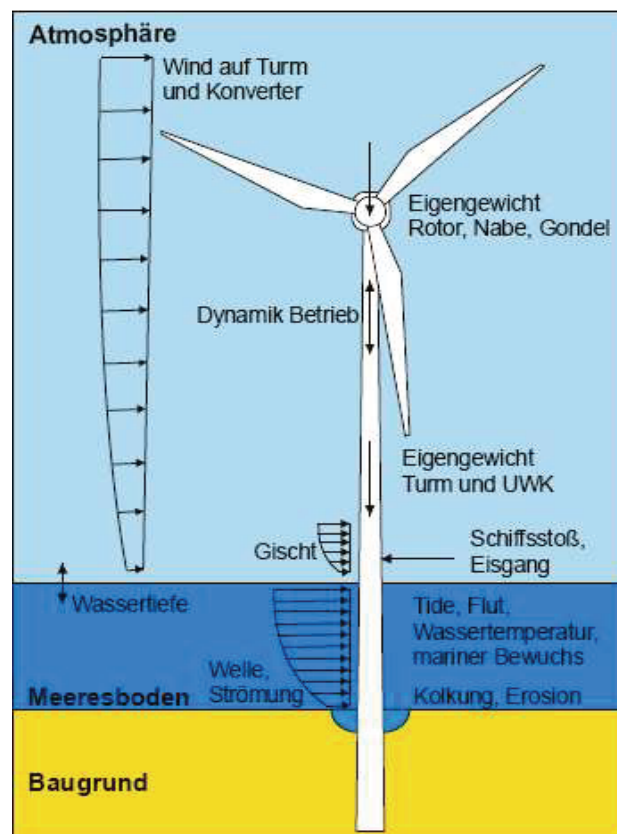 Atmosphäre
Wind auf Turm
und Konverter
Eigengewicht
Rotor, Nabe, Gondel
Dynamik Betrieb
Eigengewicht
Turm und UWK
Gischt
Schiffsstoß,
Eisgang
Wassertiefe
Tide, Flut,
Wassertemperatur,
mariner Bewuchs
Welle,
Strömung
Meeresboden
Kolkung, Erosion
Baugrund